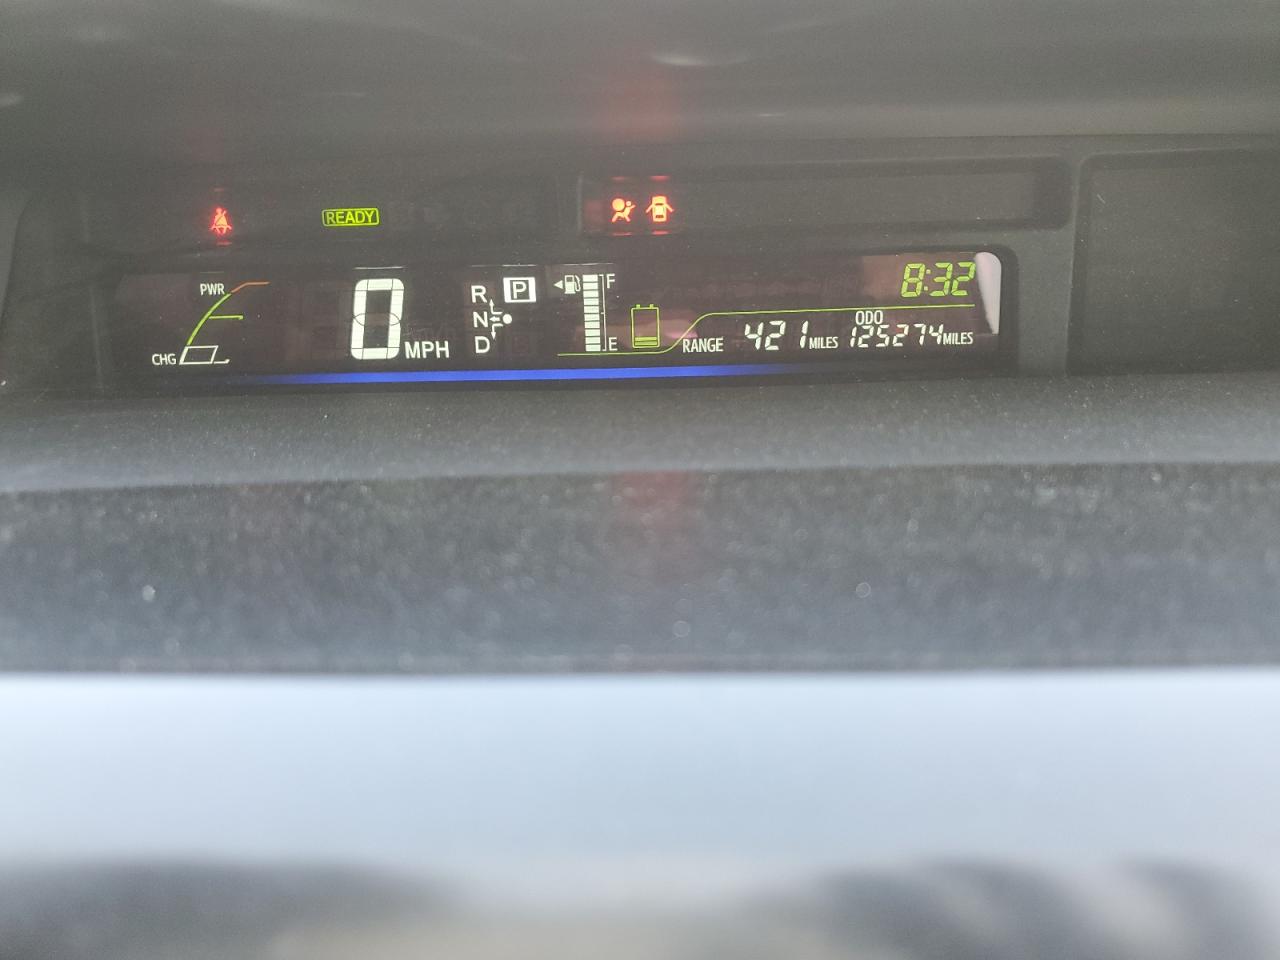 READY
PWR
CHG
0 MPH
R P
N
D
F
E
8:32
ODO
RANGE 421 MILES 125274 MILES